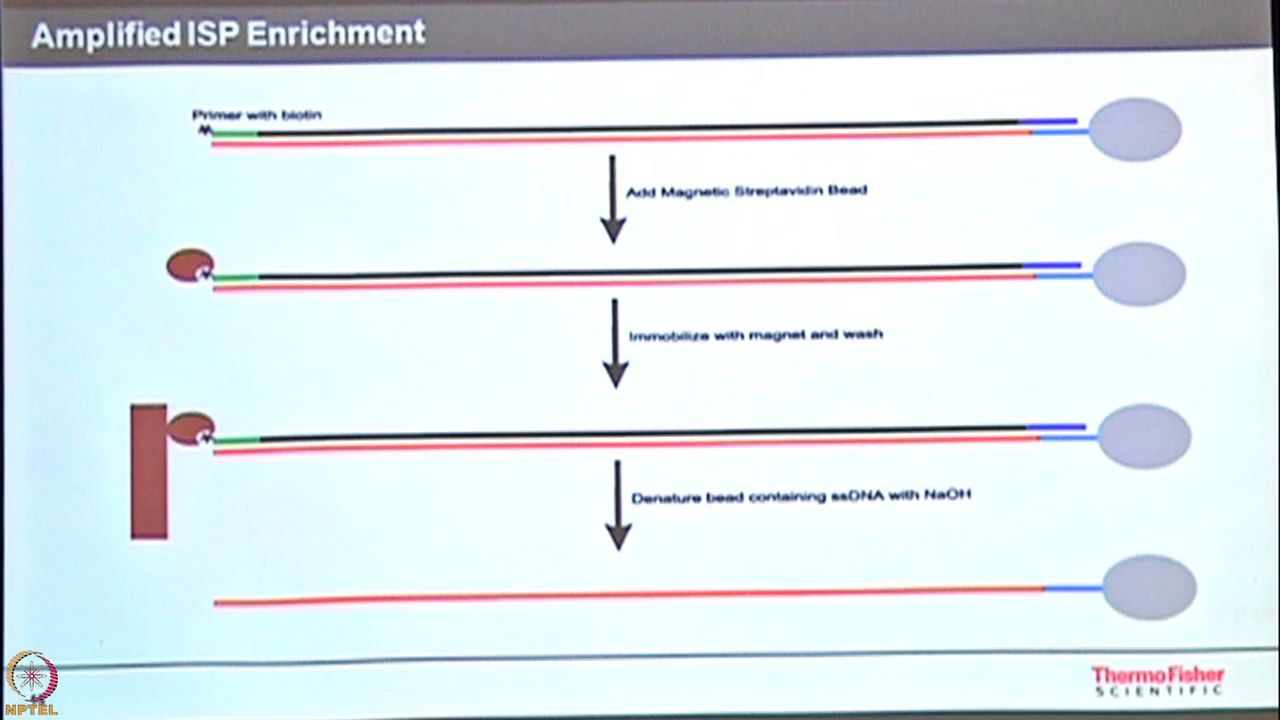 Amplified ISP Enrichment
Primer with biotin
Add Magnetic Streptavidin Bead
Immobilize with magnet and wash
Denature bead containing ssDNA with NaOH
ThermoFisher
SCIENTIFIC
NPTEL